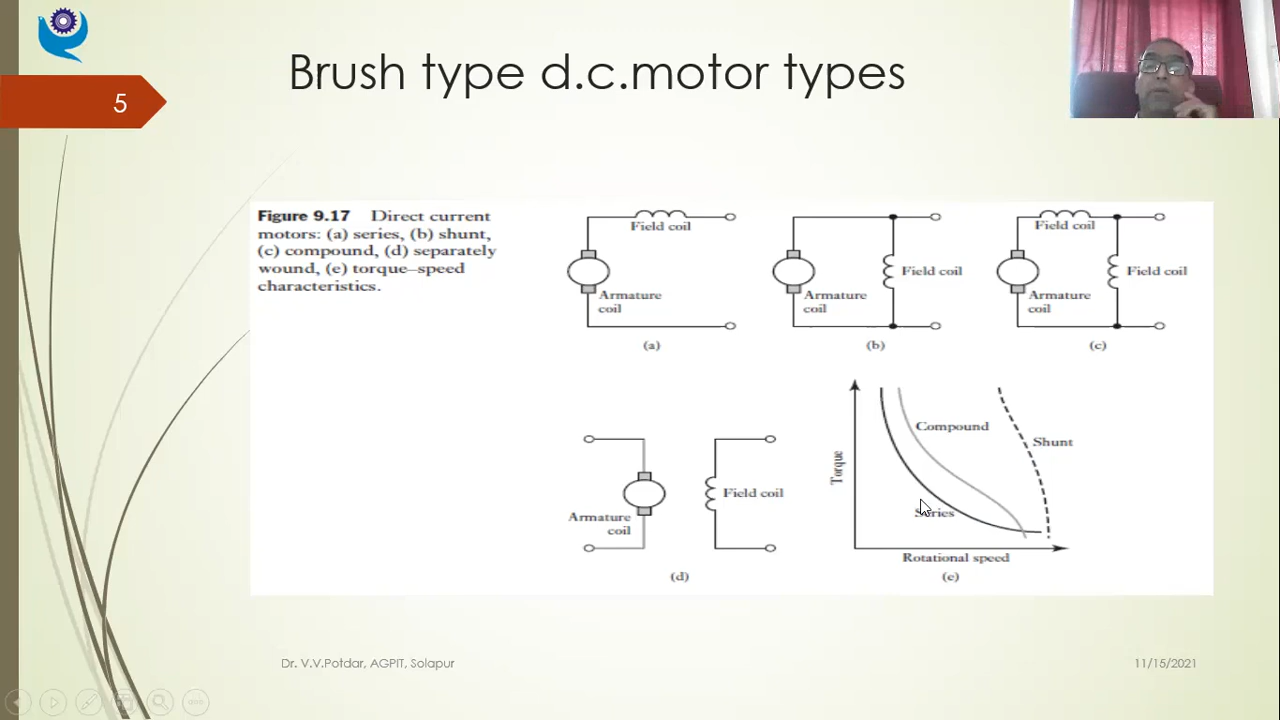 Brush type d.c.motor types
5
Figure 9.17 Direct current
motors: (a) series, (b) shunt,
(c) compound, (d) separately
wound, (e) torque–speed
characteristics.
Field coil
Armature
coil
(a)
Field coil
Armature
coil
(b)
Field coil
Field coil
Armature
coil
(c)
Armature
coil
Field coil
(d)
Torque
Compound
Shunt
Series
Rotational speed
(e)
Dr. V.V.Potdar, AGPIT, Solapur
11/15/2021